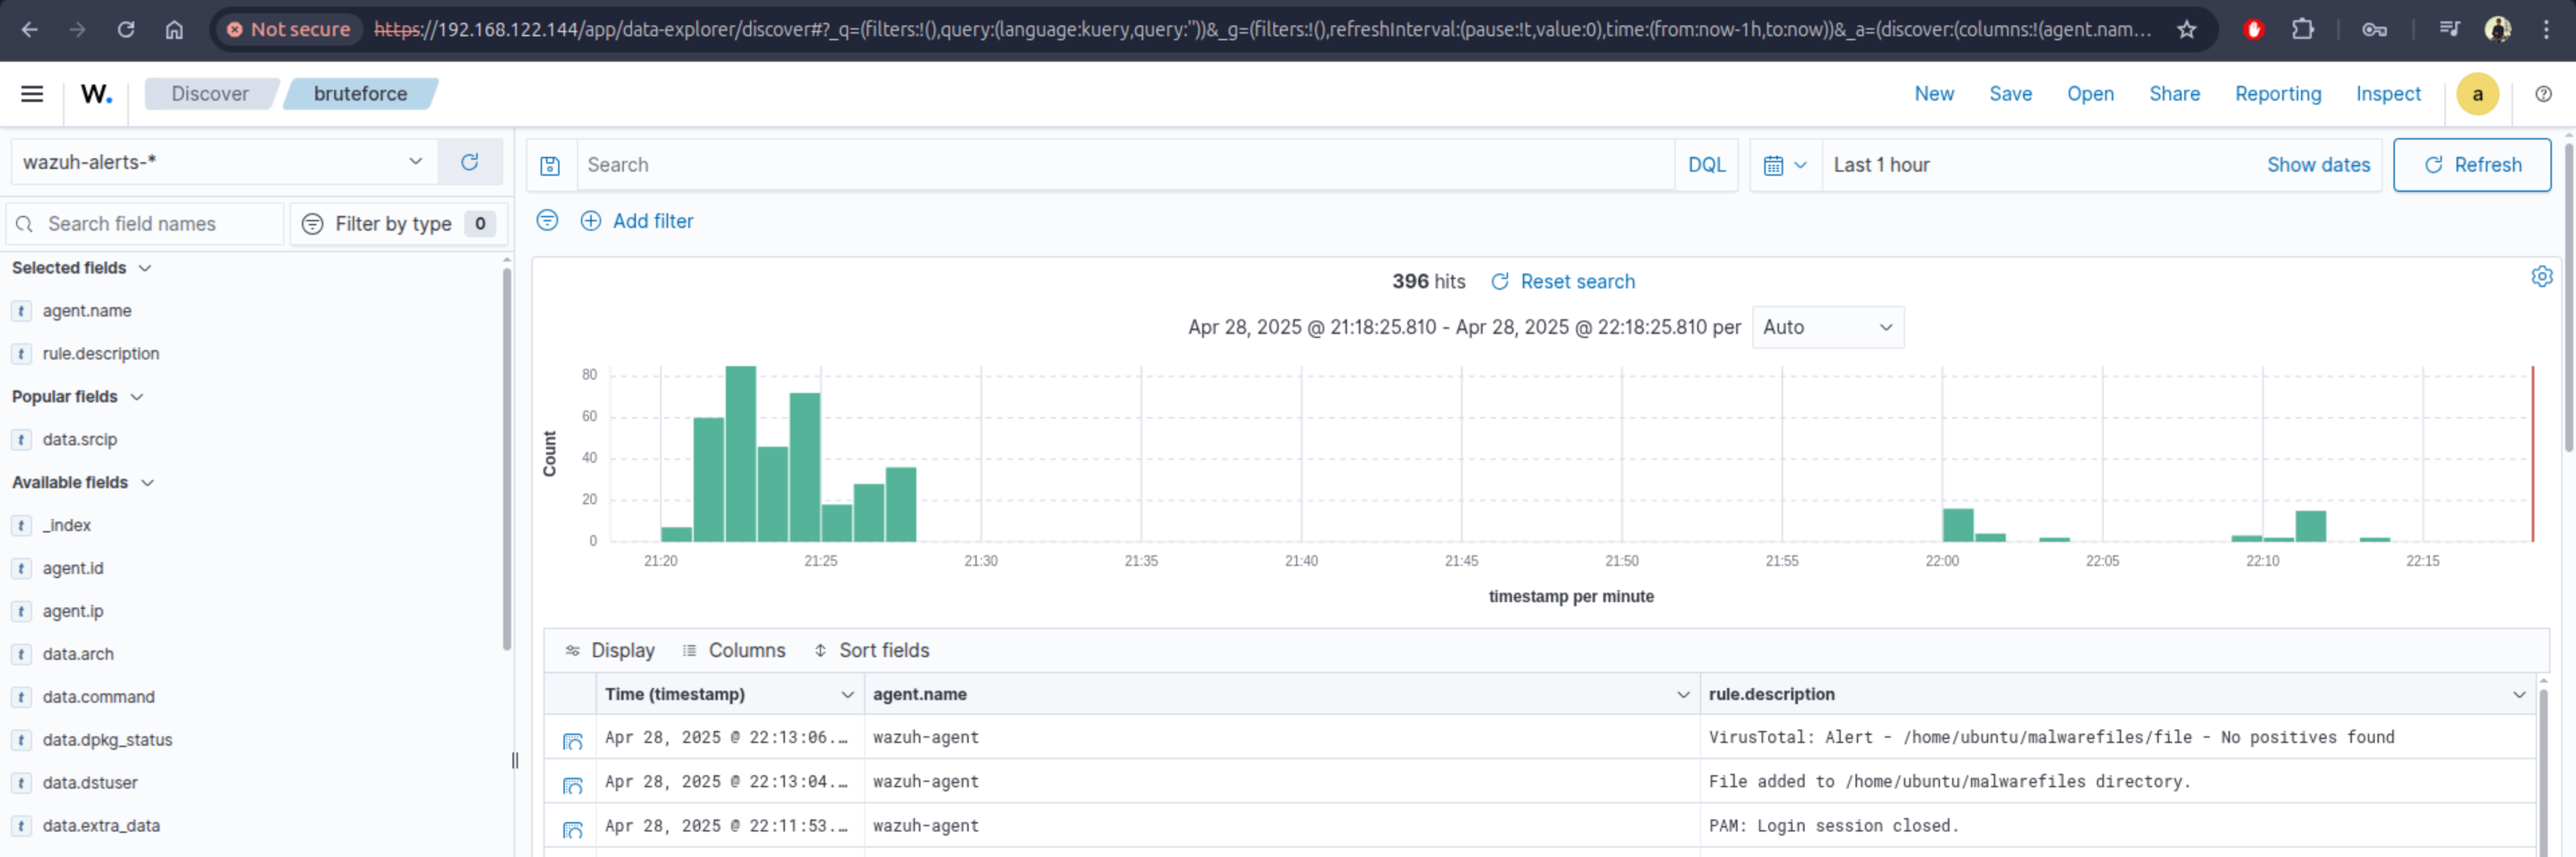 Not secure https://192.168.122.144/app/data-explorer/discover#?_q=(filters:!(),query:(language:kuery,query:''))&_g=(filters:!(),refreshInterval:(pause:!t,value:0),time:(from:now-1h,to:now))&_a=(discover:(columns:!(agent.nam...
W. Discover bruteforce New Save Open Share Reporting Inspect a
wazuh-alerts-*
Search DQL Last 1 hour Show dates Refresh
Search field names Filter by type 0
Add filter
Selected fields
agent.name
rule.description
Popular fields
data.srcip
Available fields
_index
agent.id
agent.ip
data.arch
data.command
data.dpkg_status
data.dstuser
data.extra_data
396 hits Reset search
Apr 28, 2025 @ 21:18:25.810 - Apr 28, 2025 @ 22:18:25.810 per Auto
Count
80
60
40
20
0
21:20 21:25 21:30 21:35 21:40 21:45 21:50 21:55 22:00 22:05 22:10 22:15
timestamp per minute
Display Columns Sort fields
Time (timestamp) agent.name rule.description
Apr 28, 2025 @ 22:13:06.… wazuh-agent VirusTotal: Alert - /home/ubuntu/malwarefiles/file - No positives found
Apr 28, 2025 @ 22:13:04.… wazuh-agent File added to /home/ubuntu/malwarefiles directory.
Apr 28, 2025 @ 22:11:53.… wazuh-agent PAM: Login session closed.